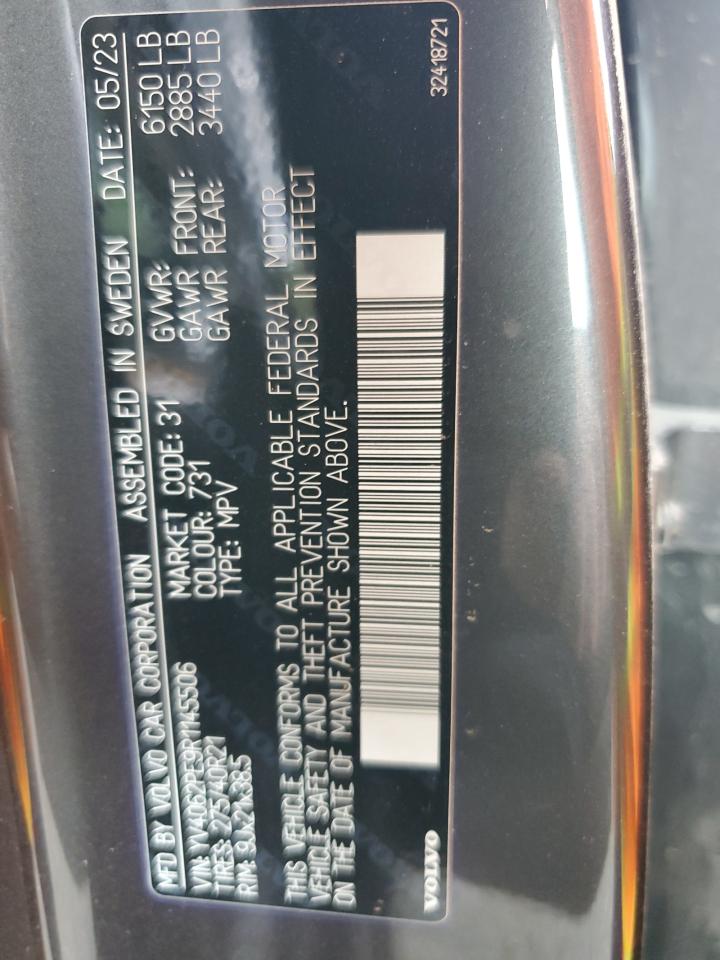 MFD BY VOLVO CAR CORPORATION ASSEMBLED IN SWEDEN DATE: 05/23
VIN: YV4062PE9R1145506 MARKET CODE: 31 GVWR: 6150 LB
TIRES: 275/40R21 COLOUR: 731 GAWR FRONT: 2885 LB
RIM: 9JX21X38.5 TYPE: MPV GAWR REAR: 3440 LB
THIS VEHICLE CONFORMS TO ALL APPLICABLE FEDERAL MOTOR
VEHICLE SAFETY AND THEFT PREVENTION STANDARDS IN EFFECT
ON THE DATE OF MANUFACTURE SHOWN ABOVE.
VOLVO 32418721